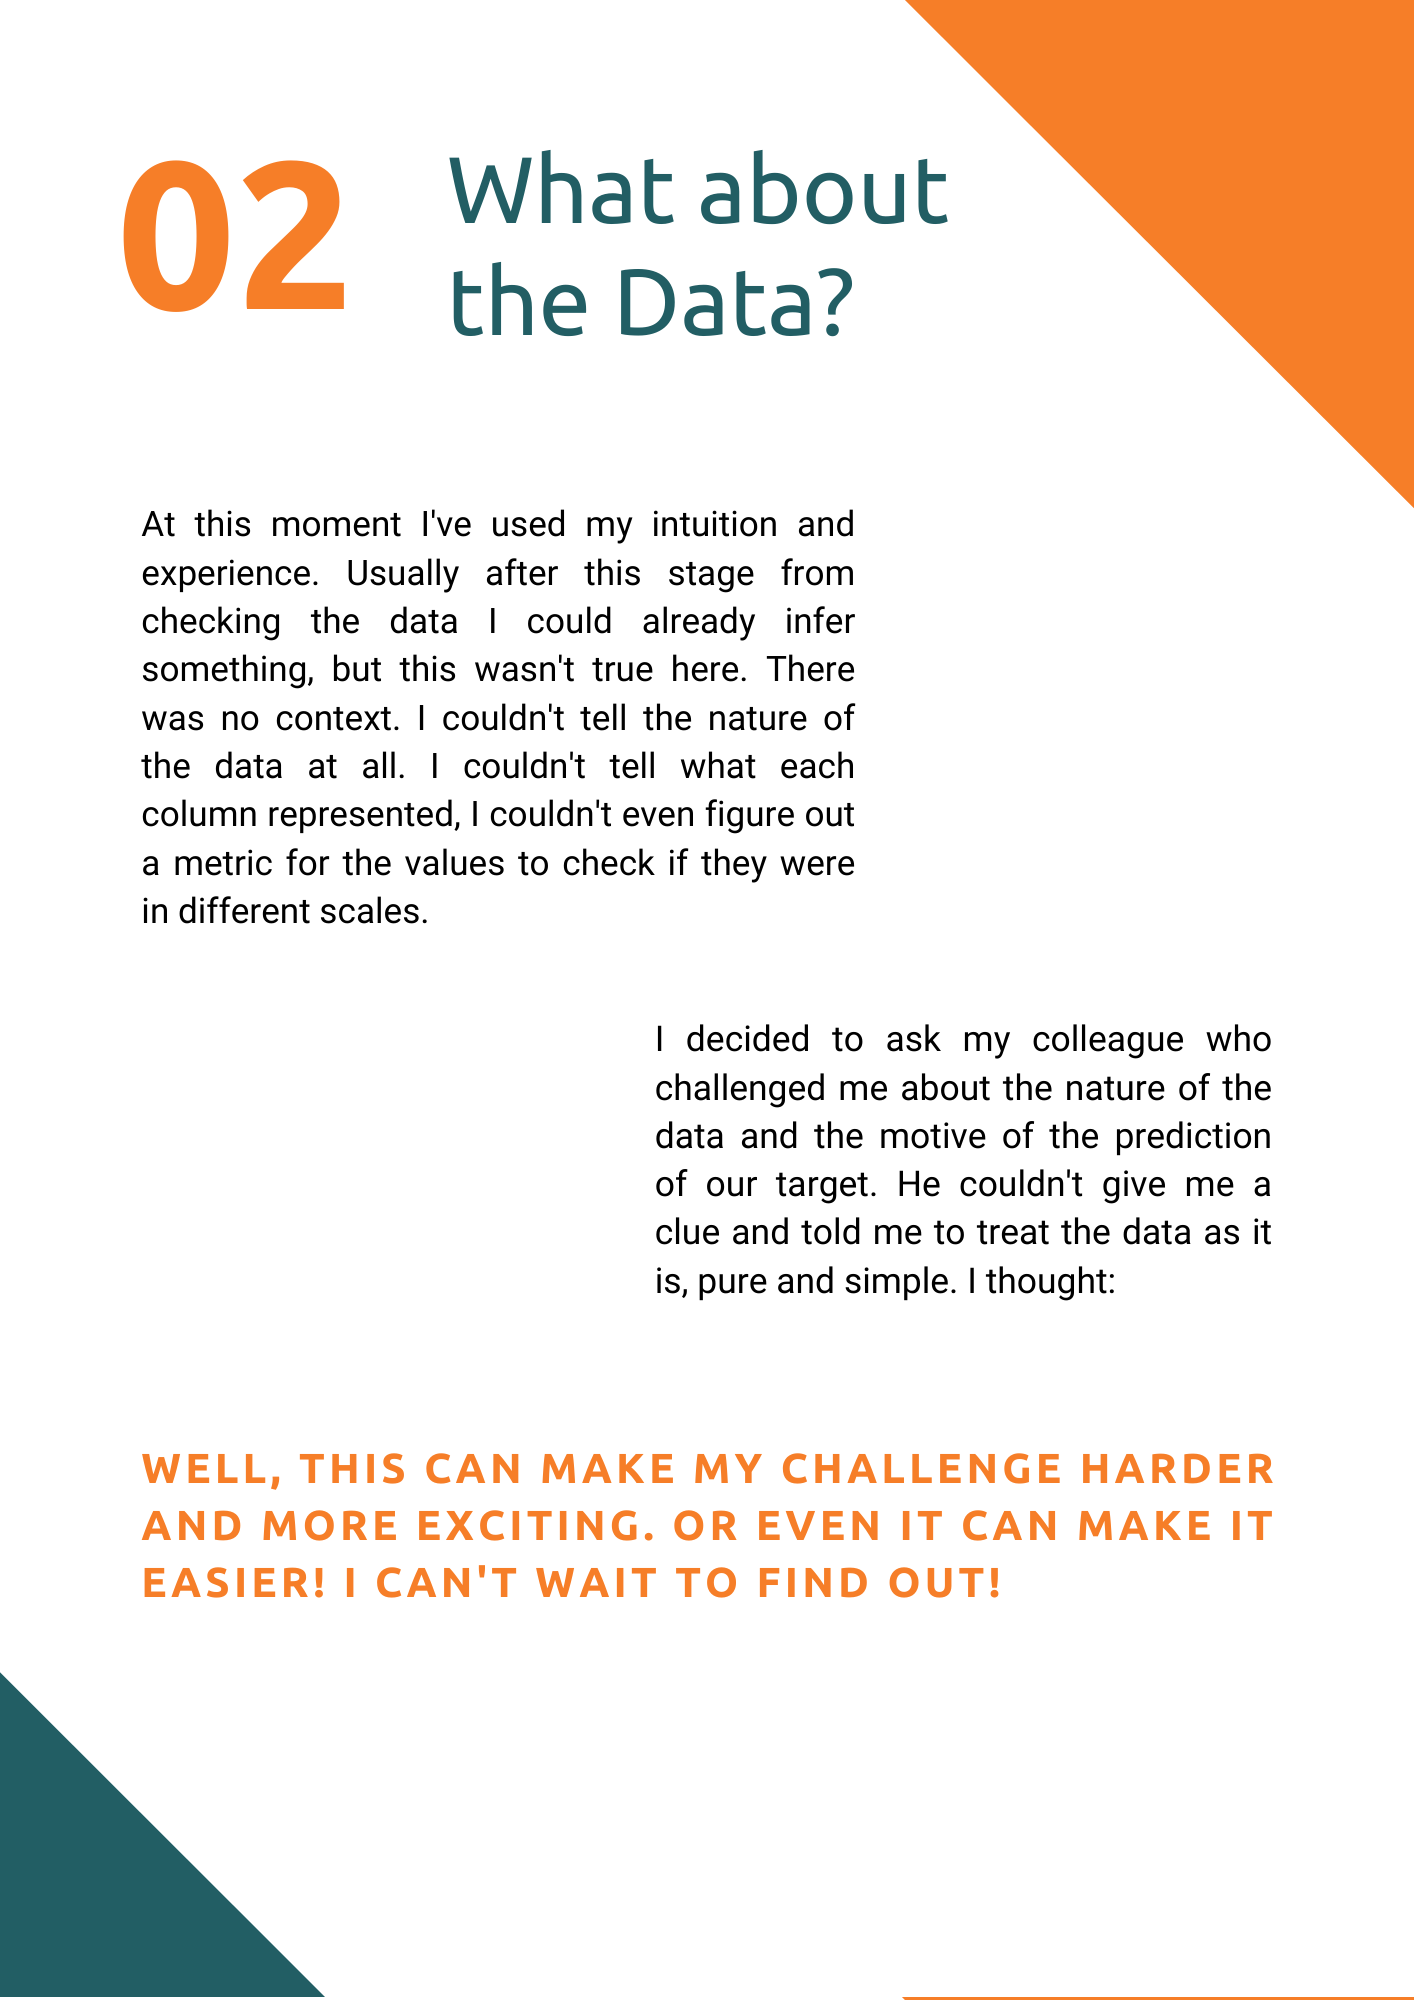 02
What about
the Data?
At this moment I've used my intuition and
experience. Usually after this stage from
checking the data I could already infer
something, but this wasn't true here. There
was no context. I couldn't tell the nature of
the data at all. I couldn't tell what each
column represented, I couldn't even figure out
a metric for the values to check if they were
in different scales.
I decided to ask my colleague who
challenged me about the nature of the
data and the motive of the prediction
of our target. He couldn't give me a
clue and told me to treat the data as it
is, pure and simple. I thought:
WELL, THIS CAN MAKE MY CHALLENGE HARDER
AND MORE EXCITING. OR EVEN IT CAN MAKE IT
EASIER! I CAN'T WAIT TO FIND OUT!